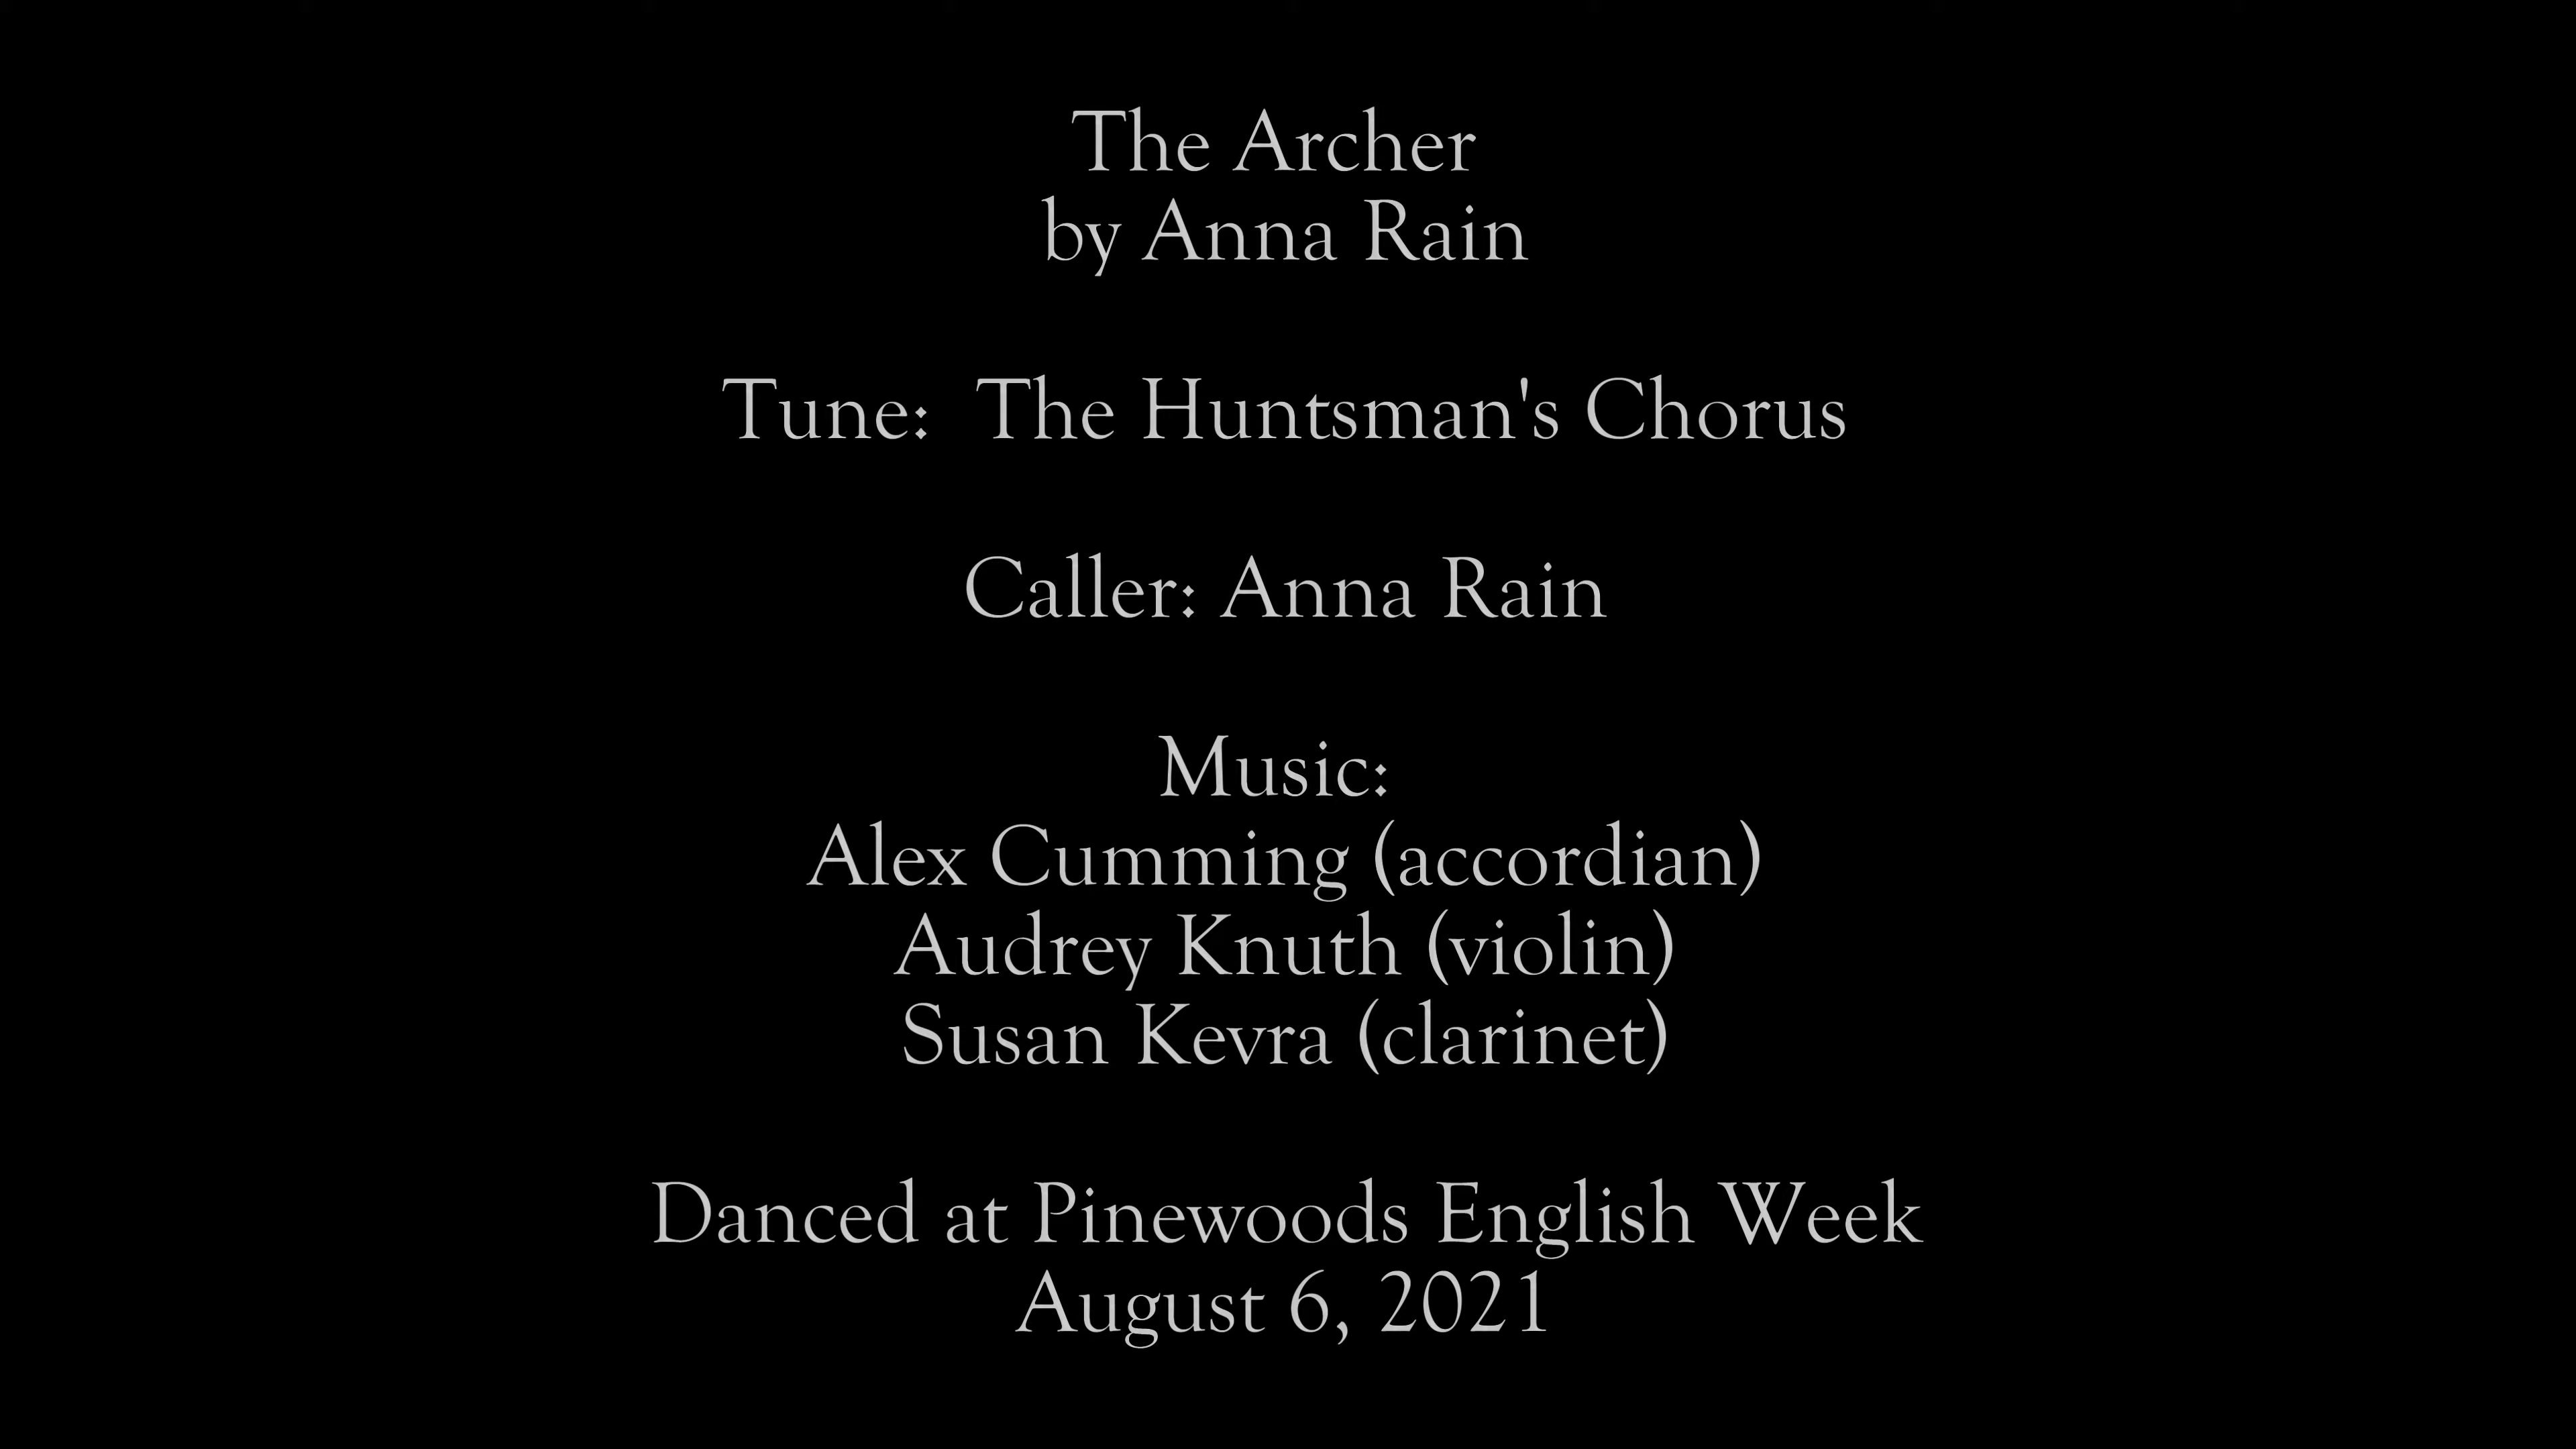 The Archer
by Anna Rain
Tune:  The Huntsman's Chorus
Caller: Anna Rain
Music:
Alex Cumming (accordian)
Audrey Knuth (violin)
Susan Kevra (clarinet)
Danced at Pinewoods English Week
August 6, 2021